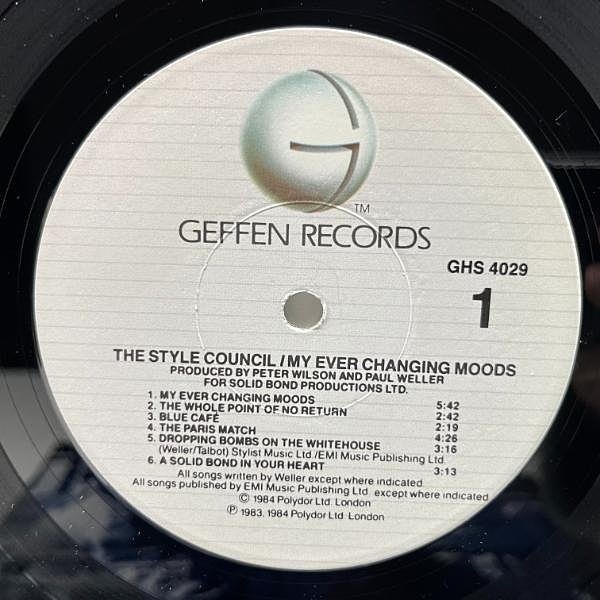 G
TM
GEFFEN RECORDS
GHS 4029
1
THE STYLE COUNCIL/MY EVER CHANGING MOODS
PRODUCED BY PETER WILSON AND PAUL WELLER
FOR SOLID BOND PRODUCTIONS LTD.
1. MY EVER CHANGING MOODS 5:42
2. THE WHOLE POINT OF NO RETURN 2:42
3. BLUE CAFÉ 2:19
4. THE PARIS MATCH 4:26
5. DROPPING BOMBS ON THE WHITEHOUSE 3:16
(Weller/Talbot) Stylist Music Ltd./EMI Music Publishing Ltd.
6. A SOLID BOND IN YOUR HEART 3:13
All songs written by Weller except where indicated.
All songs published by EMI Music Publishing Ltd. except where indicated
© 1984 Polydor Ltd. London
℗ 1983, 1984 Polydor Ltd. London